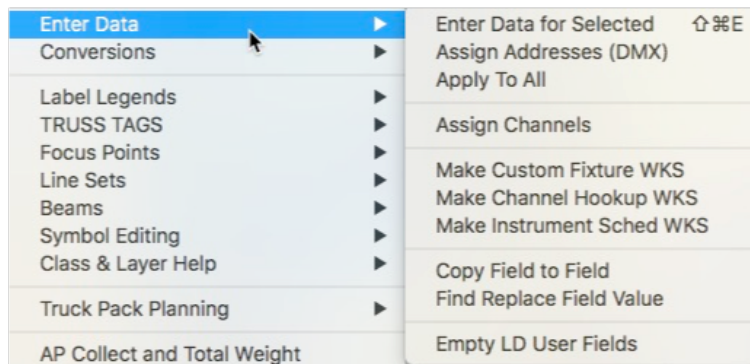 Enter Data
Conversions
Label Legends
TRUSS TAGS
Focus Points
Line Sets
Beams
Symbol Editing
Class & Layer Help
Truck Pack Planning
AP Collect and Total Weight
Enter Data for Selected ⇧⌘E
Assign Addresses (DMX)
Apply To All
Assign Channels
Make Custom Fixture WKS
Make Channel Hookup WKS
Make Instrument Sched WKS
Copy Field to Field
Find Replace Field Value
Empty LD User Fields